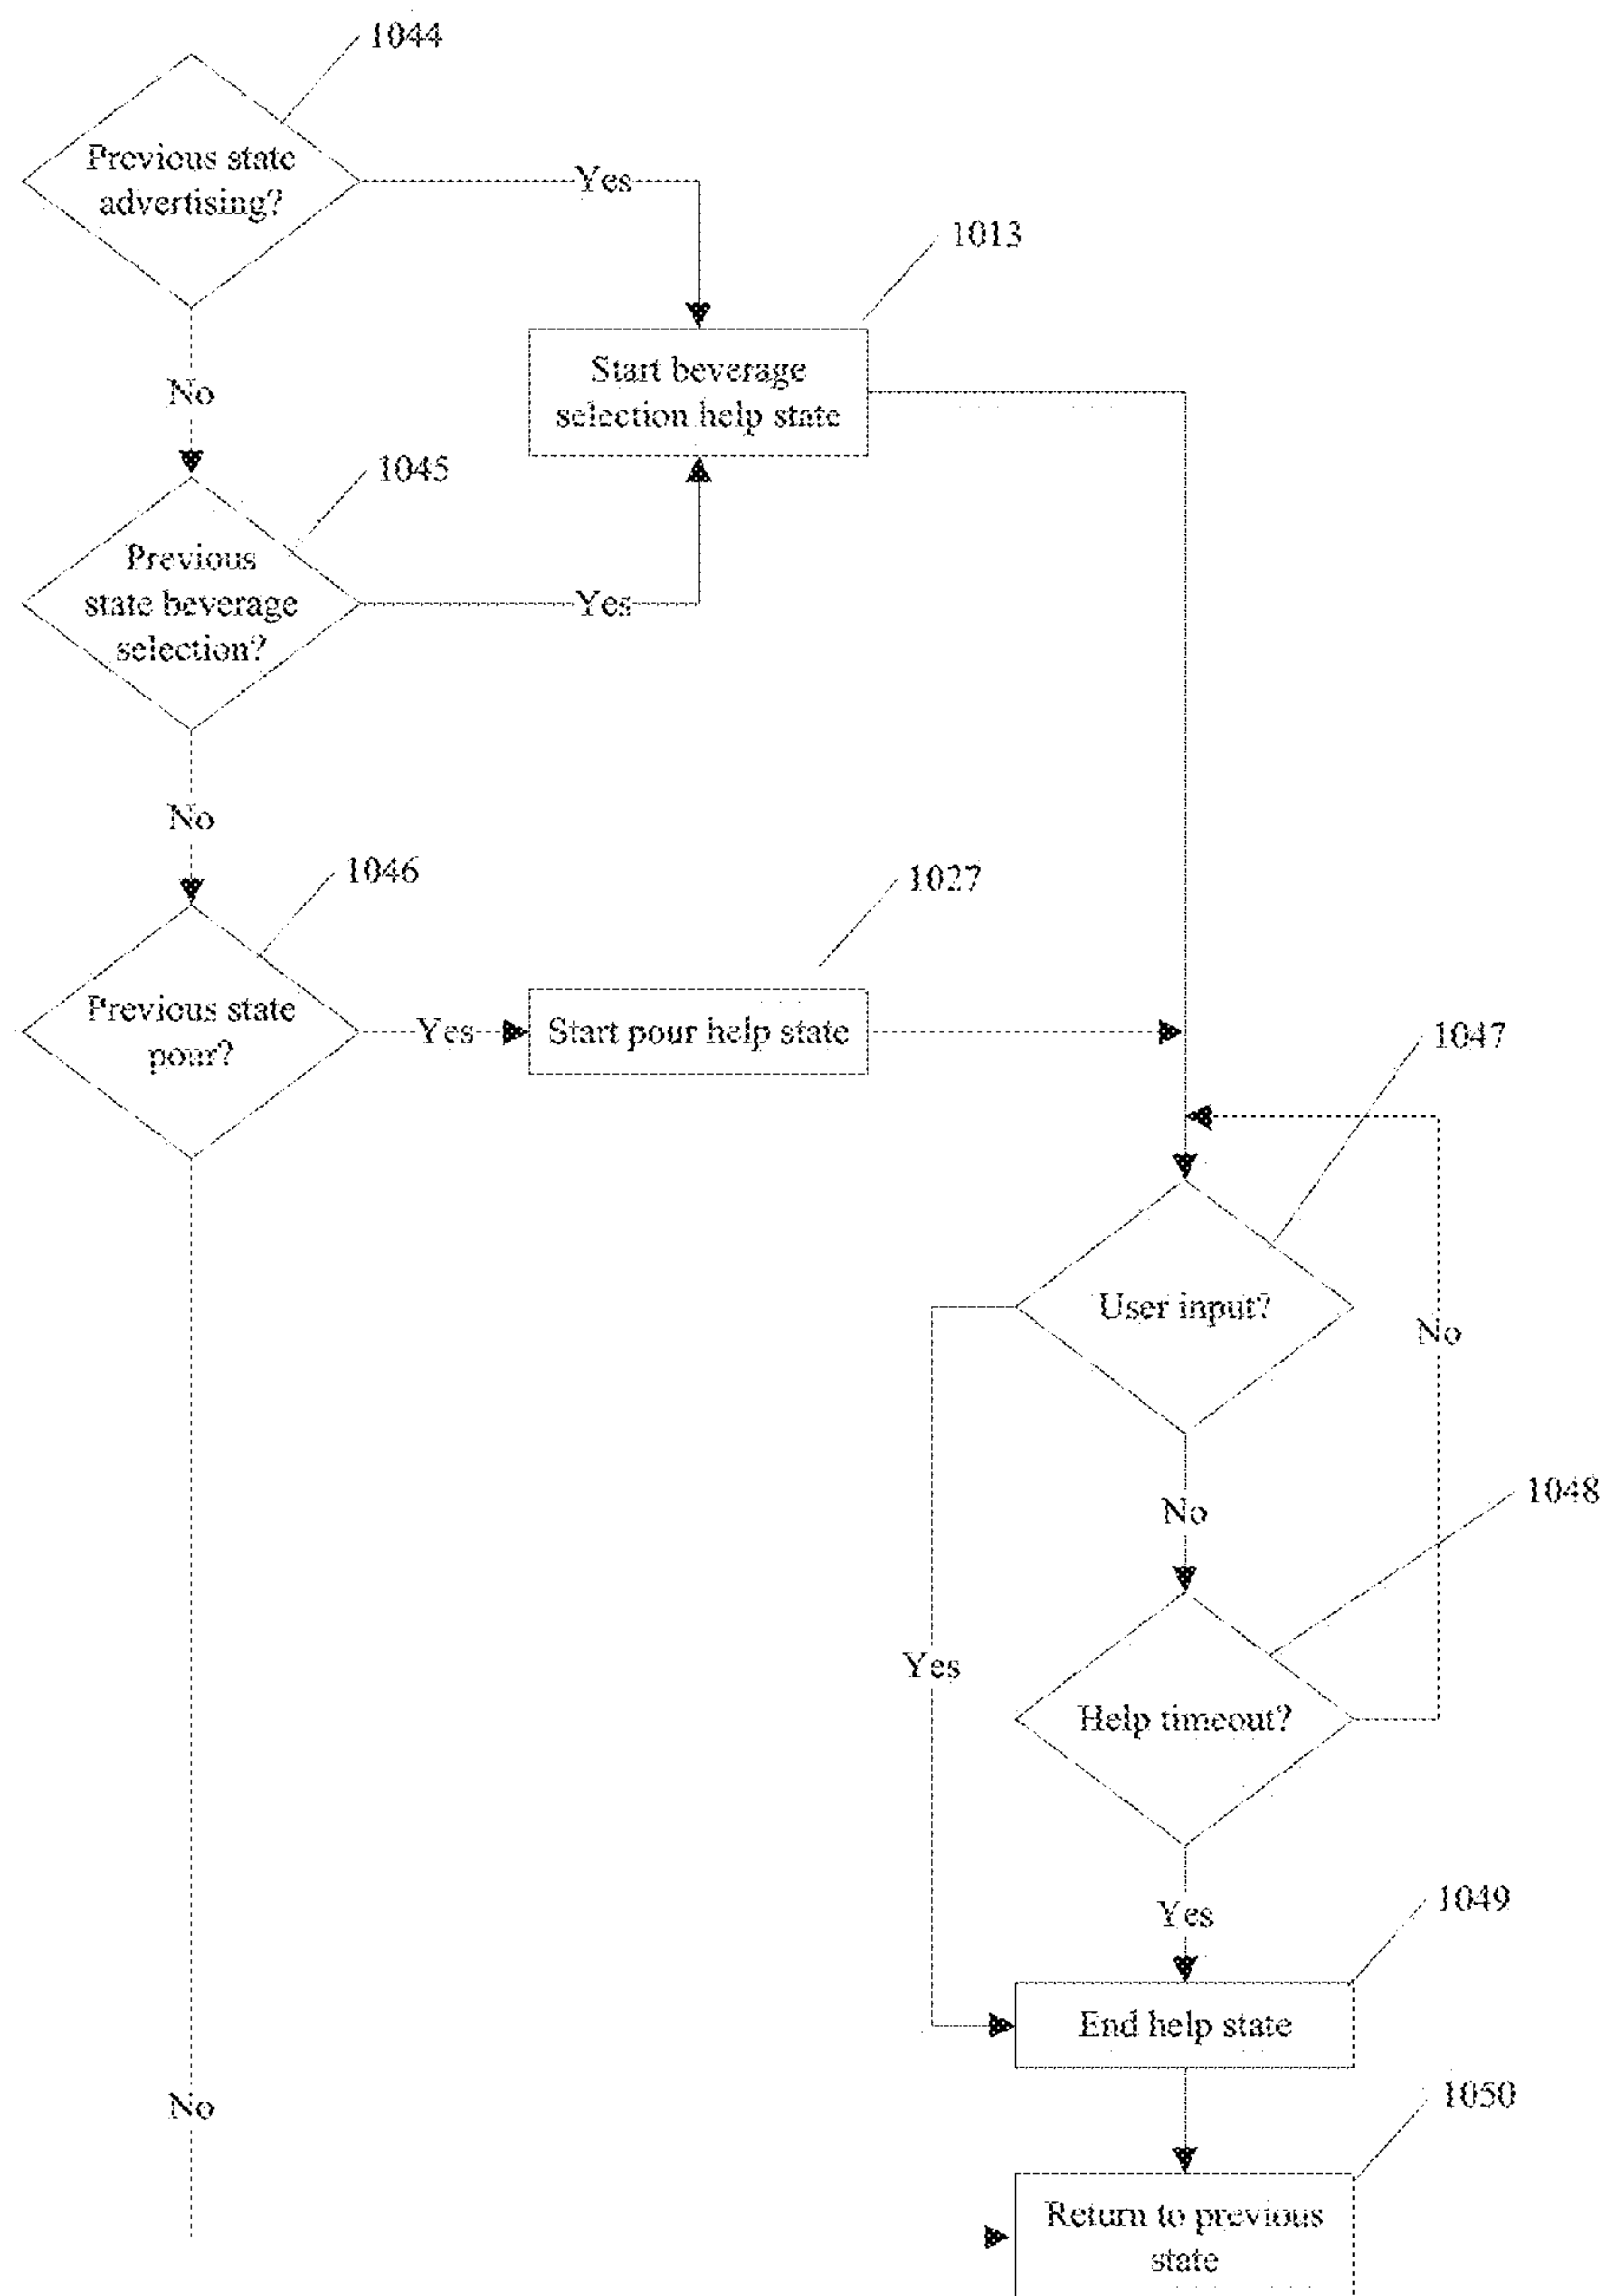 1044
Previous state
advertising?
Yes
1013
Start beverage
selection help state
No
1045
Previous
state beverage
selection?
Yes
No
1046
1027
Previous state
pour?
Yes
Start pour help state
1047
User input?
No
No
1048
Yes
Help timeout?
Yes
1049
End help state
No
1050
Return to previous
state